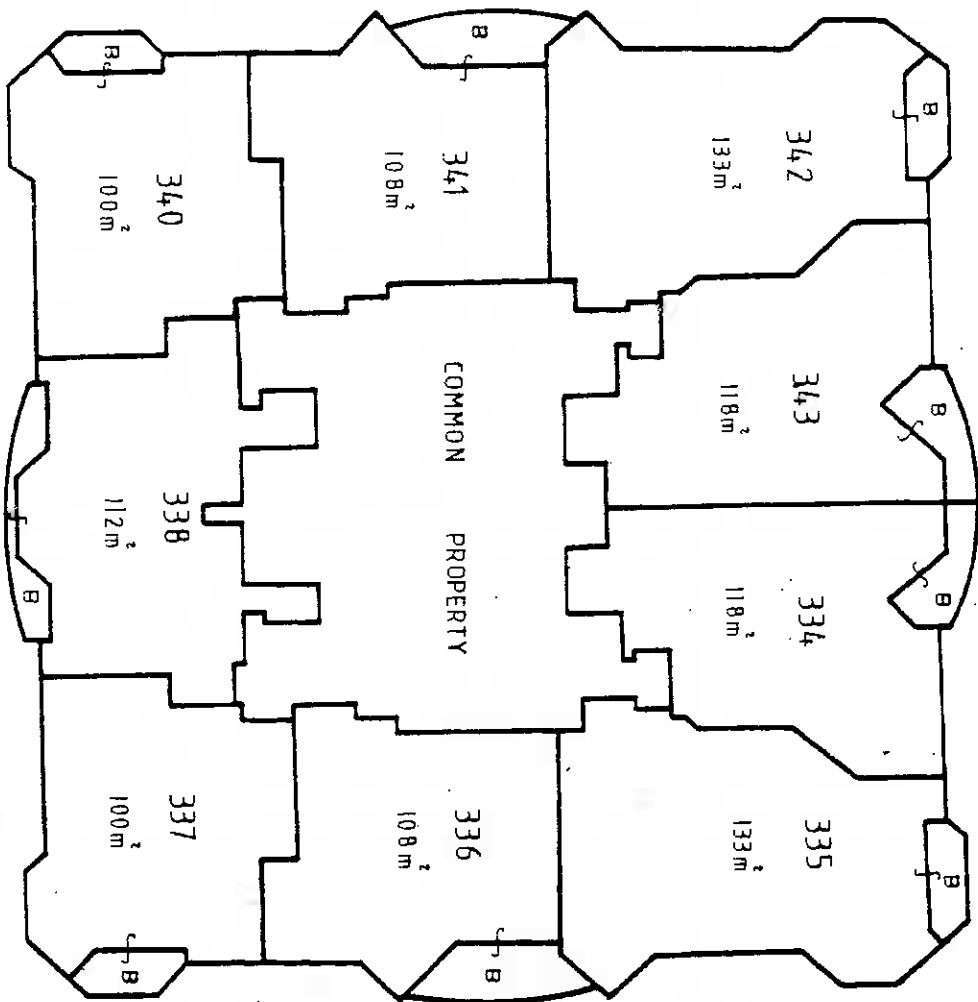 B
340
100m²
341
108m²
B
342
133m²
B
343
118m²
B
COMMON PROPERTY
338
112m²
B
334
118m²
B
337
100m²
B
336
108m²
B
335
133m²
B